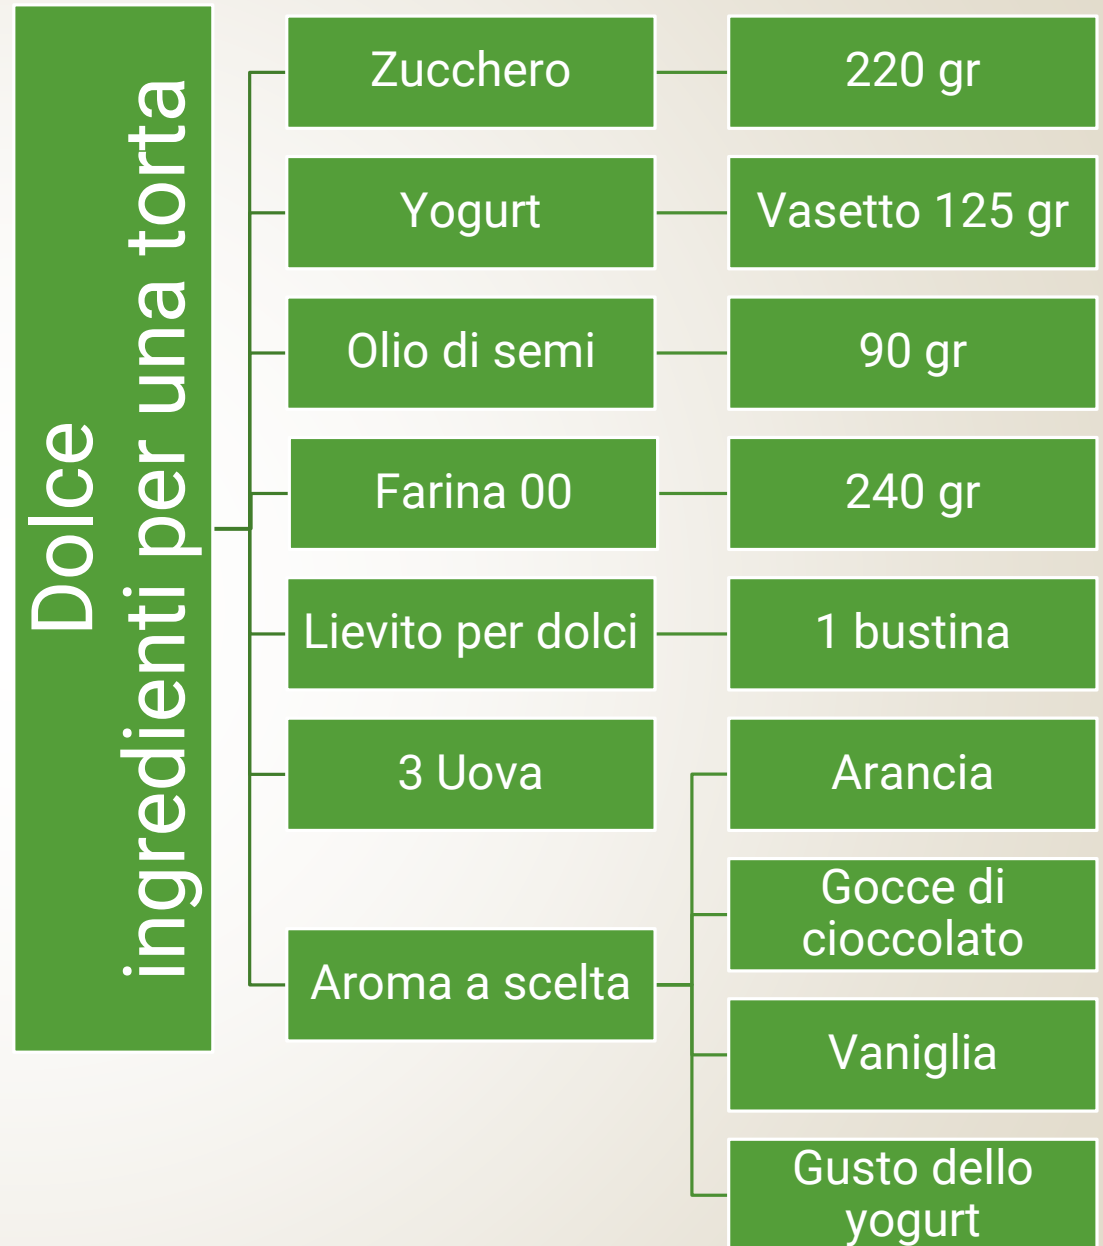 Dolce
ingredienti per una torta
Zucchero
220 gr
Yogurt
Vasetto 125 gr
Olio di semi
90 gr
Farina 00
240 gr
Lievito per dolci
1 bustina
3 Uova
Aroma a scelta
Arancia
Gocce di
cioccolato
Vaniglia
Gusto dello
yogurt